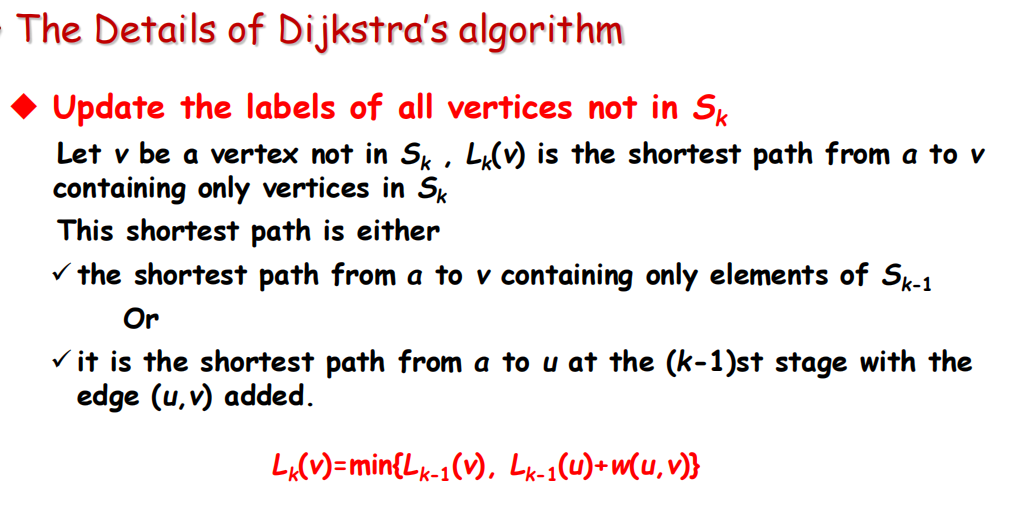 The Details of Dijkstra's algorithm
◆ Update the labels of all vertices not in Sk
Let v be a vertex not in Sk , Lk(v) is the shortest path from a to v
containing only vertices in Sk
This shortest path is either
✓ the shortest path from a to v containing only elements of Sk-1
Or
✓ it is the shortest path from a to u at the (k-1)st stage with the
edge (u,v) added.
Lk(v)=min{Lk-1(v), Lk-1(u)+w(u,v)}